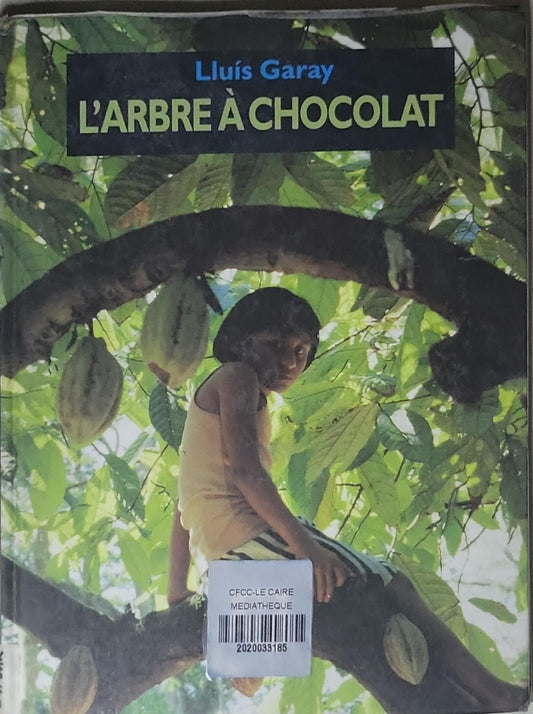 Lluís Garay
L'ARBRE À CHOCOLAT
CFCC-LE CAIRE
MEDIATHEQUE
2020033185